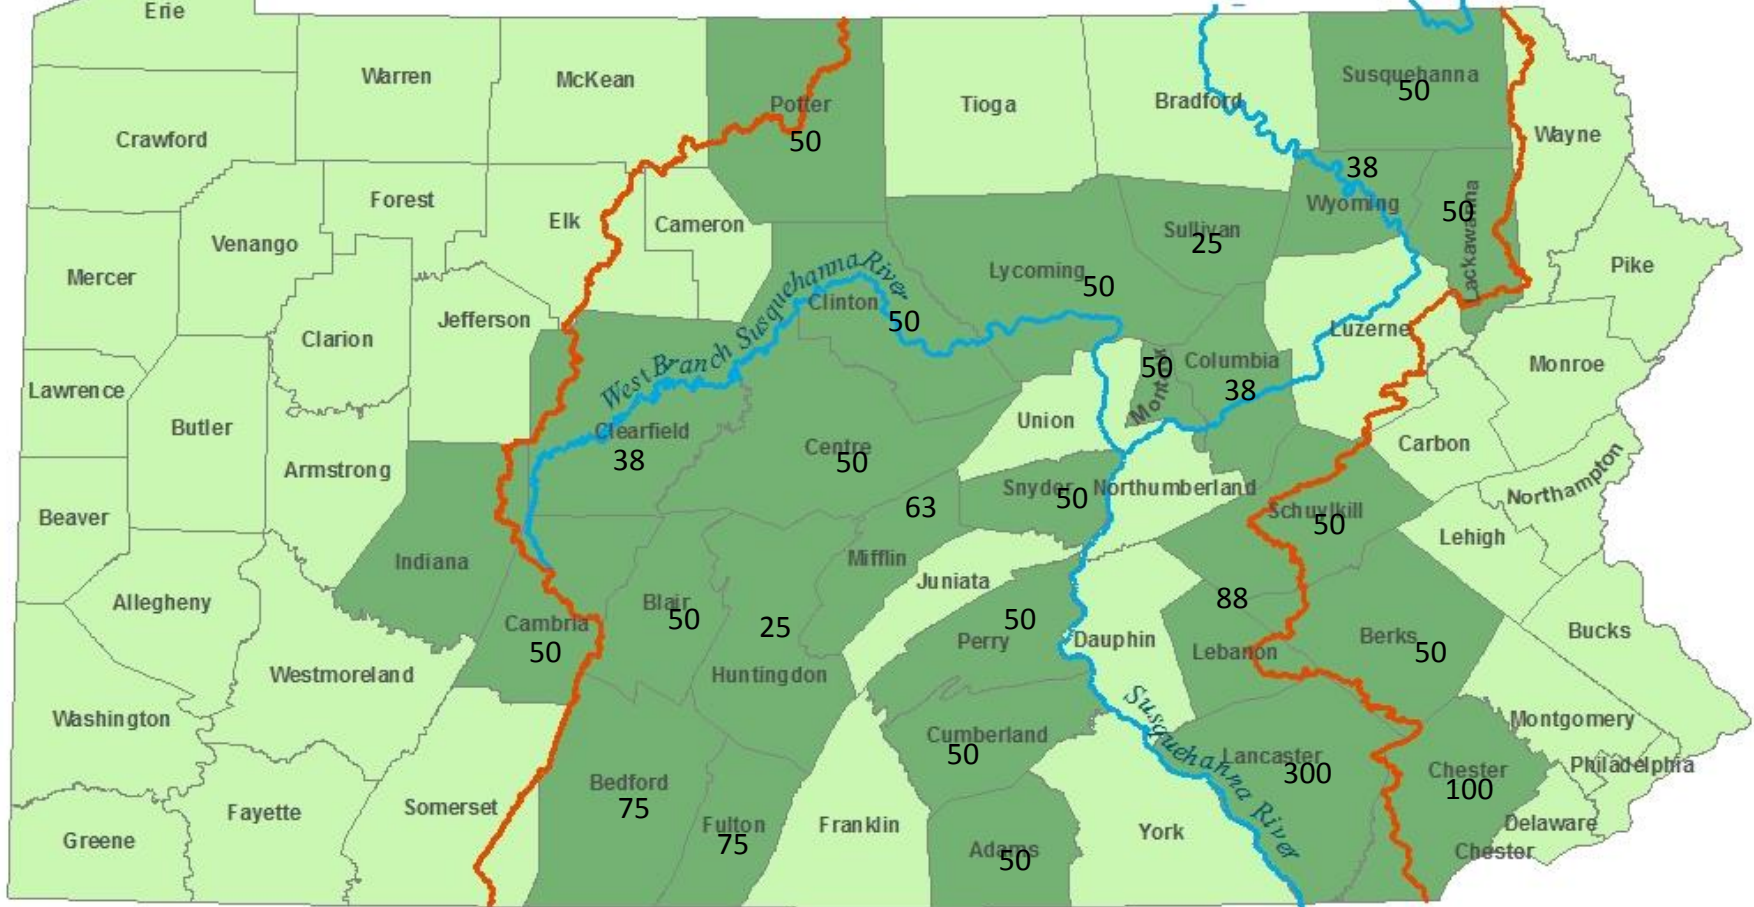 Erie
Warren
McKean
Potter
50
Tioga
Bradford
Susquehanna
50
Wayne
Crawford
Forest
Elk
Cameron
Venango
Mercer
Sullivan
25
38
Wyoming
50
Lackawanna
Pike
Lycoming
50
West Branch Susquehanna River
Clinton
50
Jefferson
Clarion
Luzerne
Monroe
Lawrence
Butler
Columbia
38
50
Montour
Union
Clearfield
38
Centre
50
Armstrong
Carbon
Northampton
Snyder
50
Northumberland
63
Mifflin
Schuylkill
50
Lehigh
Beaver
Indiana
Allegheny
Juniata
Cambria
50
Blair
50
25
Huntingdon
50
Perry
Dauphin
88
Lebanon
Berks
50
Bucks
Westmoreland
Washington
Susquehanna River
Cumberland
50
Lancaster
300
Chester
100
Montgomery
Philadelphia
Bedford
75
Somerset
Fayette
Greene
Fulton
75
Franklin
Adams
50
York
Delaware
Chester